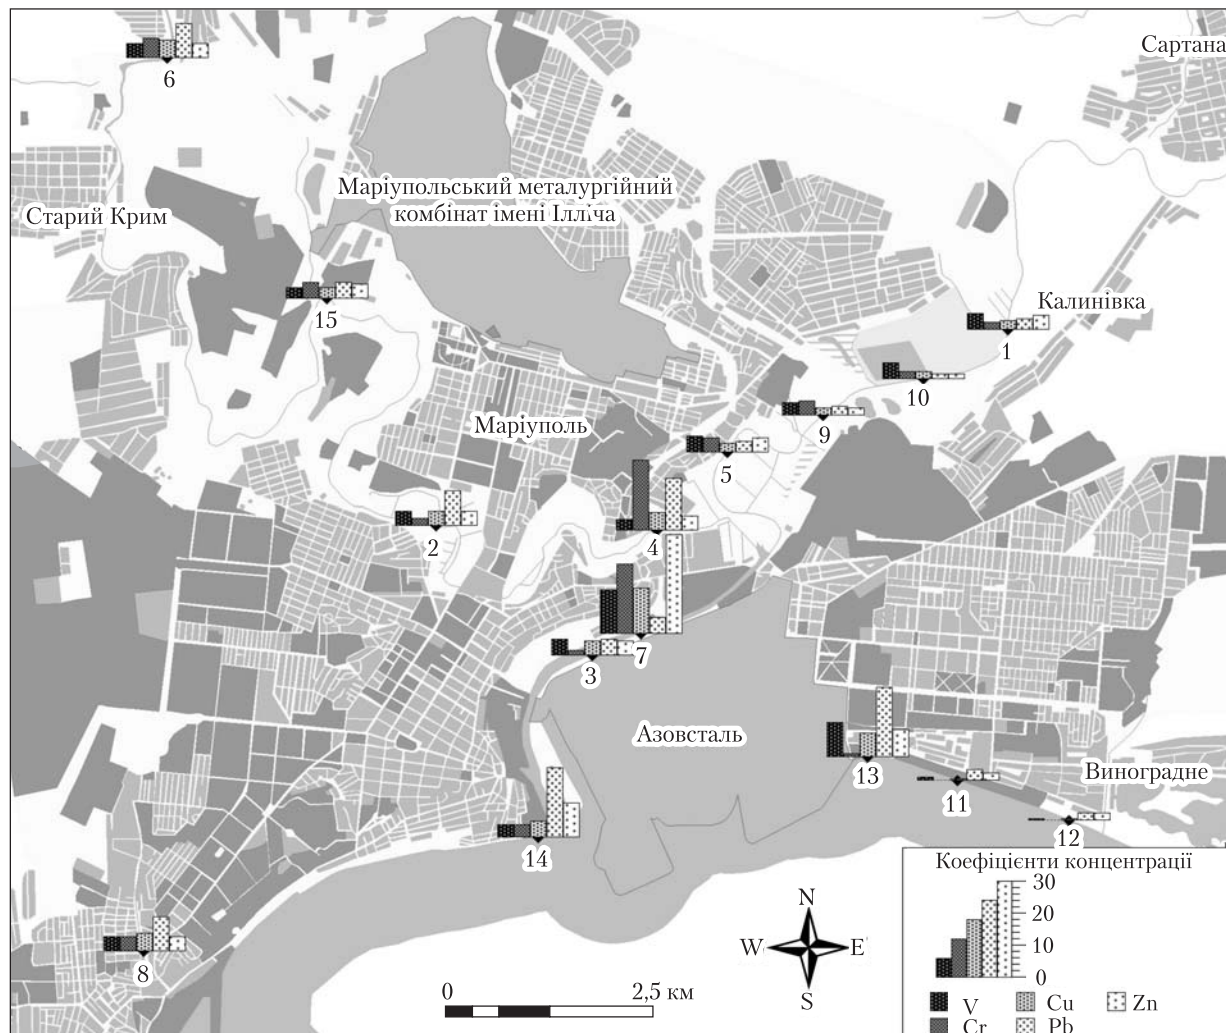 Сартана
6
Маріупольський металургійний
комбінат імені Ілліча
Старий Крим
15
Калинівка
1
10
9
Маріуполь
5
2
4
7
3
Азовсталь
13
Виноградне
11
12
14
8
N
W E
S
0 2,5 км
Коефіцієнти концентрації
30
20
10
0
V Cu Zn
Cr Pb